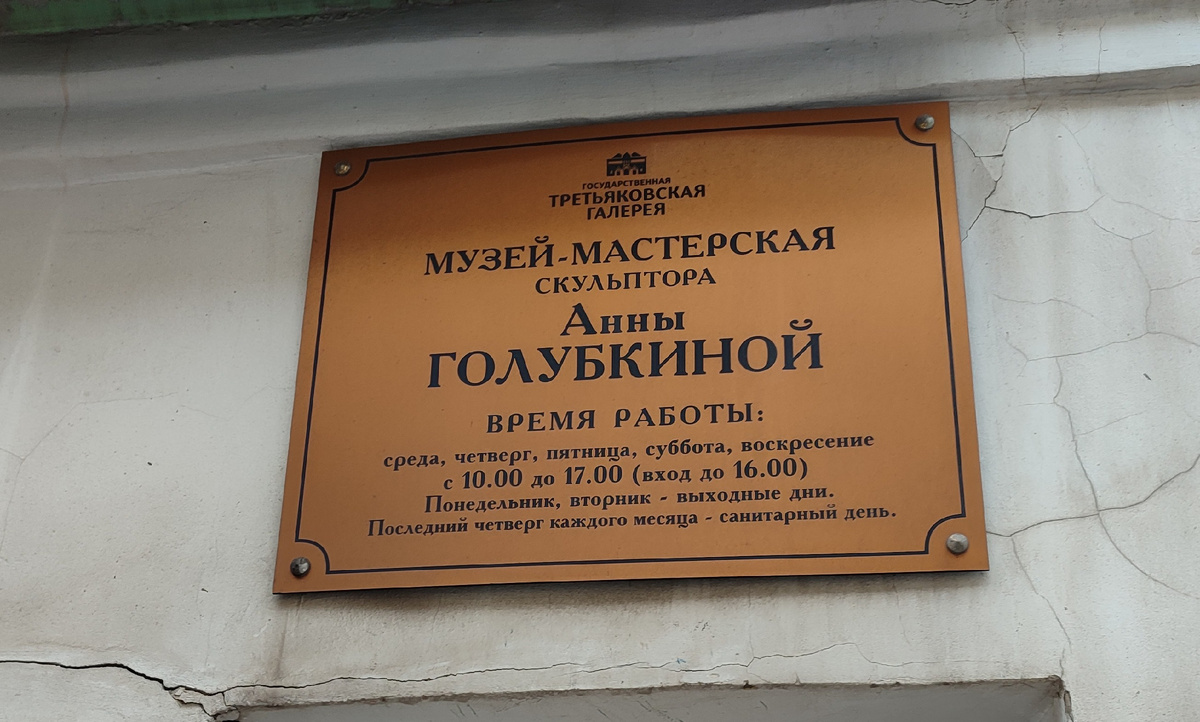 ГОСУДАРСТВЕННАЯ
ТРЕТЬЯКОВСКАЯ
ГАЛЕРЕЯ
МУЗЕЙ-МАСТЕРСКАЯ
СКУЛЬПТОРА
Анны
ГОЛУБКИНОЙ
ВРЕМЯ РАБОТЫ:
среда, четверг, пятница, суббота, воскресение
с 10.00 до 17.00 (вход до 16.00)
Понедельник, вторник - выходные дни.
Последний четверг каждого месяца - санитарный день.